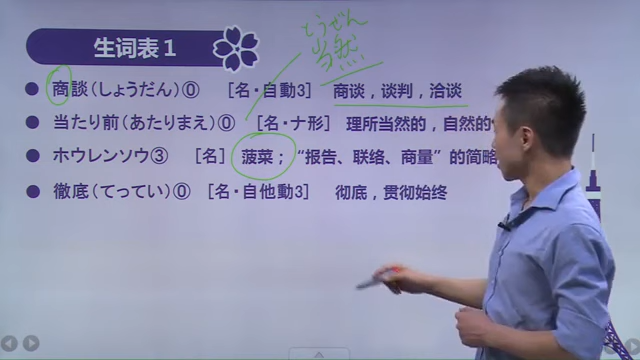 とうぜん
当然
生词表1
● 商談(しょうだん)⓪ [名・自動3] 商谈，谈判，洽谈
● 当たり前(あたりまえ)⓪ [名・ナ形] 理所当然的，自然的
● ホウレンソウ③ [名] 菠菜；“报告、联络、商量”的简略
● 徹底(てってい)⓪ [名・自他動3] 彻底，贯彻始终